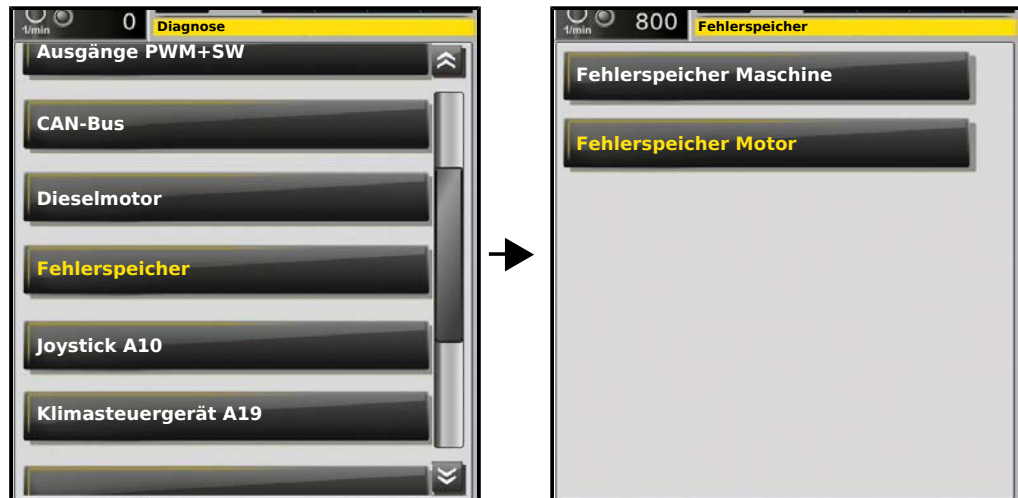 1/min
0
Diagnose
Ausgänge PWM+SW
CAN-Bus
Dieselmotor
Fehlerspeicher
Joystick A10
Klimasteuergerät A19
1/min
800
Fehlerspeicher
Fehlerspeicher Maschine
Fehlerspeicher Motor